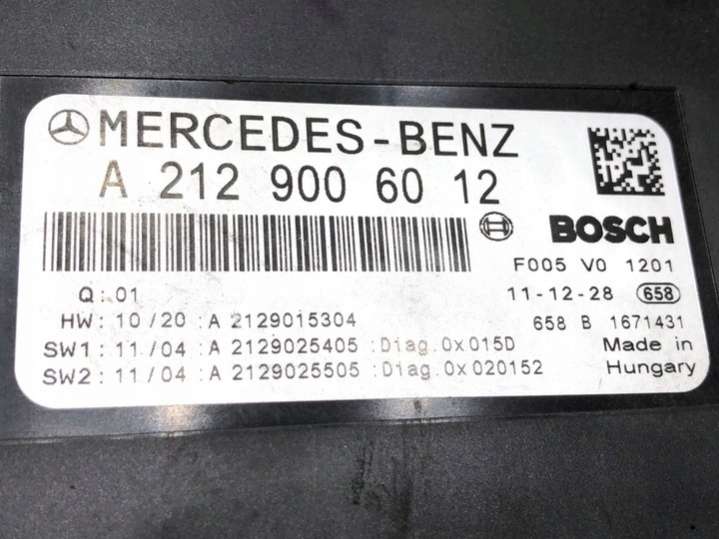 MERCEDES-BENZ
A 212 900 60 12
BOSCH
F005 V0 1201
Q: 01
11-12-28 658
HW: 10/20 :A 2129015304
658 B 1671431
SW1: 11/04 :A 2129025405 :Diag.0x015D
Made in
SW2: 11/04 :A 2129025505 :Diag.0x020152
Hungary